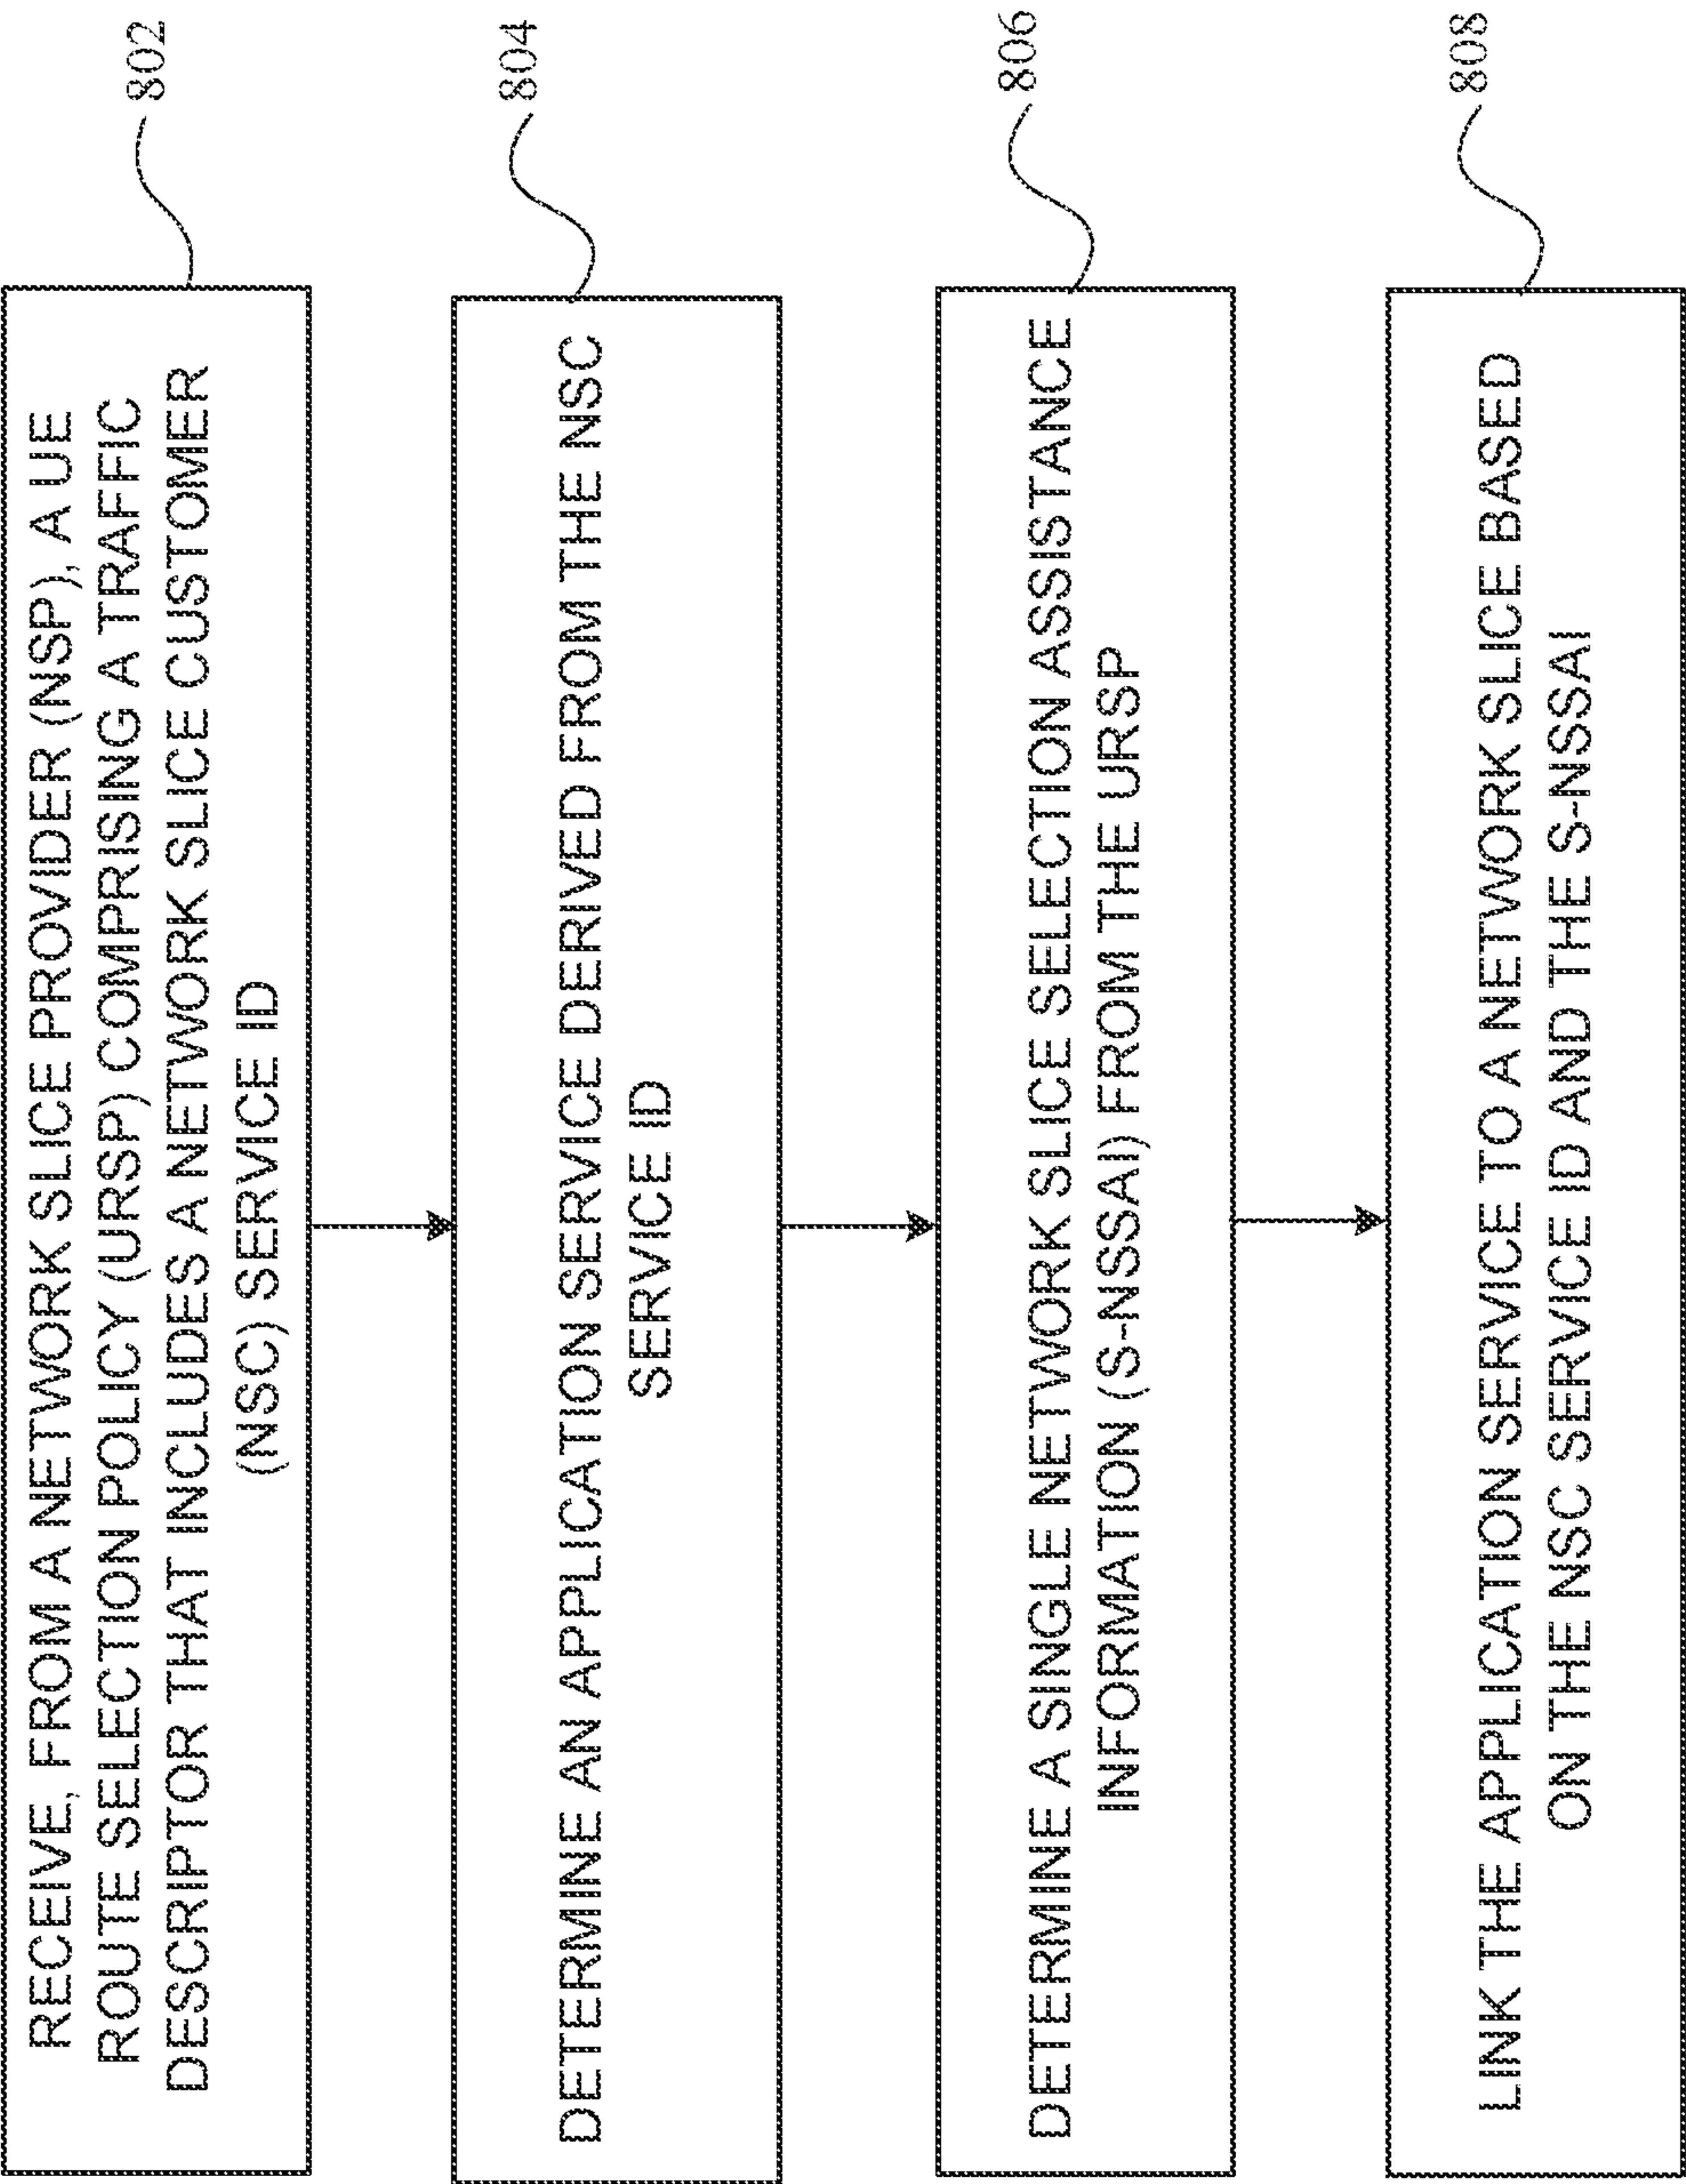 RECEIVE, FROM A NETWORK SLICE PROVIDER (NSP), A UE
ROUTE SELECTION POLICY (URSP) COMPRISING A TRAFFIC
DESCRIPTOR THAT INCLUDES A NETWORK SLICE CUSTOMER
(NSC) SERVICE ID
802
DETERMINE AN APPLICATION SERVICE DERIVED FROM THE NSC
SERVICE ID
804
DETERMINE A SINGLE NETWORK SLICE SELECTION ASSISTANCE
INFORMATION (S-NSSAI) FROM THE URSP
806
LINK THE APPLICATION SERVICE TO A NETWORK SLICE BASED
ON THE NSC SERVICE ID AND THE S-NSSAI
808